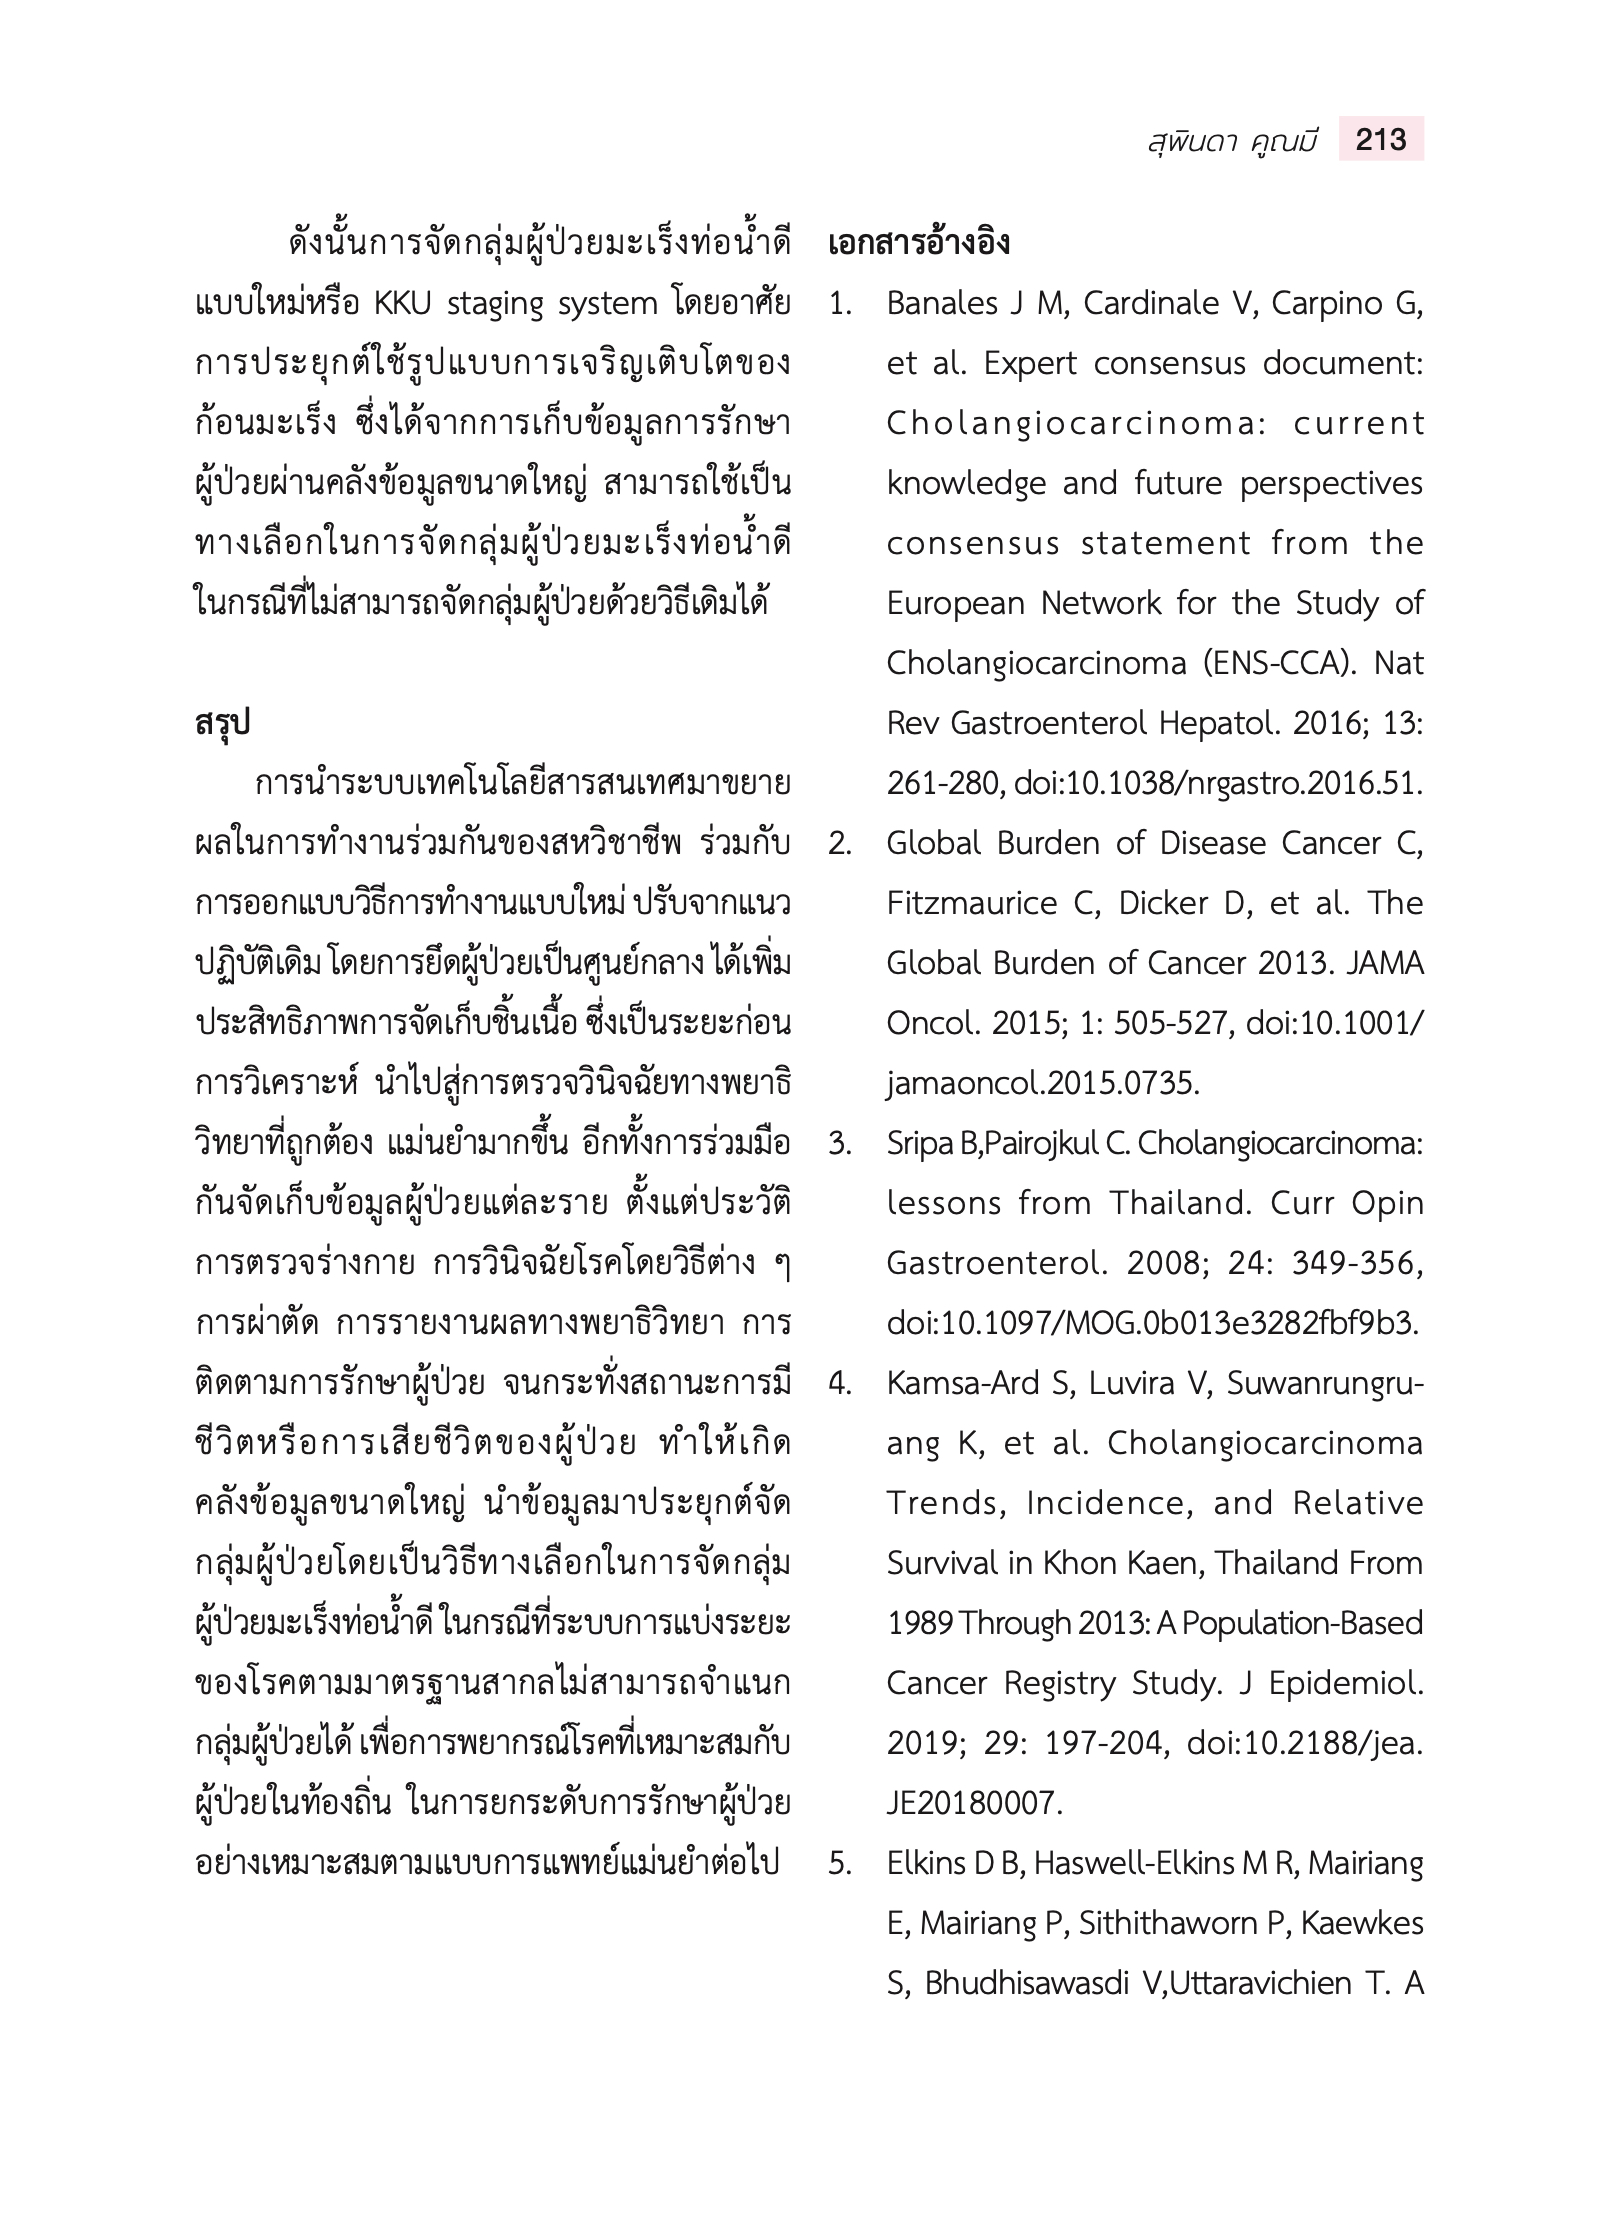 สุพินดา คูณมี 213
ดังนั้นการจัดกลุ่มผู้ป่วยมะเร็งท่อน้ำดี
แบบใหม่หรือ KKU staging system โดยอาศัย
การประยุกต์ใช้รูปแบบการเจริญเติบโตของ
ก้อนมะเร็ง ซึ่งได้จากการเก็บข้อมูลการรักษา
ผู้ป่วยผ่านคลังข้อมูลขนาดใหญ่ สามารถใช้เป็น
ทางเลือกในการจัดกลุ่มผู้ป่วยมะเร็งท่อน้ำดี
ในกรณีที่ไม่สามารถจัดกลุ่มผู้ป่วยด้วยวิธีเดิมได้
สรุป
การนำระบบเทคโนโลยีสารสนเทศมาขยาย
ผลในการทำงานร่วมกันของสหวิชาชีพ ร่วมกับ
การออกแบบวิธีการทำงานแบบใหม่ ปรับจากแนว
ปฏิบัติเดิม โดยการยึดผู้ป่วยเป็นศูนย์กลาง ได้เพิ่ม
ประสิทธิภาพการจัดเก็บชิ้นเนื้อ ซึ่งเป็นระยะก่อน
การวิเคราะห์ นำไปสู่การตรวจวินิจฉัยทางพยาธิ
วิทยาที่ถูกต้อง แม่นยำมากขึ้น อีกทั้งการร่วมมือ
กันจัดเก็บข้อมูลผู้ป่วยแต่ละราย ตั้งแต่ประวัติ
การตรวจร่างกาย การวินิจฉัยโรคโดยวิธีต่าง ๆ
การผ่าตัด การรายงานผลทางพยาธิวิทยา การ
ติดตามการรักษาผู้ป่วย จนกระทั่งสถานะการมี
ชีวิตหรือการเสียชีวิตของผู้ป่วย ทำให้เกิด
คลังข้อมูลขนาดใหญ่ นำข้อมูลมาประยุกต์จัด
กลุ่มผู้ป่วยโดยเป็นวิธีทางเลือกในการจัดกลุ่ม
ผู้ป่วยมะเร็งท่อน้ำดี ในกรณีที่ระบบการแบ่งระยะ
ของโรคตามมาตรฐานสากลไม่สามารถจำแนก
กลุ่มผู้ป่วยได้ เพื่อการพยากรณ์โรคที่เหมาะสมกับ
ผู้ป่วยในท้องถิ่น ในการยกระดับการรักษาผู้ป่วย
อย่างเหมาะสมตามแบบการแพทย์แม่นยำต่อไป
เอกสารอ้างอิง
1. Banales J M, Cardinale V, Carpino G,
et al. Expert consensus document:
Cholangiocarcinoma: current
knowledge and future perspectives
consensus statement from the
European Network for the Study of
Cholangiocarcinoma (ENS-CCA). Nat
Rev Gastroenterol Hepatol. 2016; 13:
261-280, doi:10.1038/nrgastro.2016.51.
2. Global Burden of Disease Cancer C,
Fitzmaurice C, Dicker D, et al. The
Global Burden of Cancer 2013. JAMA
Oncol. 2015; 1: 505-527, doi:10.1001/
jamaoncol.2015.0735.
3. Sripa B,Pairojkul C. Cholangiocarcinoma:
lessons from Thailand. Curr Opin
Gastroenterol. 2008; 24: 349-356,
doi:10.1097/MOG.0b013e3282fbf9b3.
4. Kamsa-Ard S, Luvira V, Suwanrungru-
ang K, et al. Cholangiocarcinoma
Trends, Incidence, and Relative
Survival in Khon Kaen, Thailand From
1989 Through 2013: A Population-Based
Cancer Registry Study. J Epidemiol.
2019; 29: 197-204, doi:10.2188/jea.
JE20180007.
5. Elkins D B, Haswell-Elkins M R, Mairiang
E, Mairiang P, Sithithaworn P, Kaewkes
S, Bhudhisawasdi V,Uttaravichien T. A